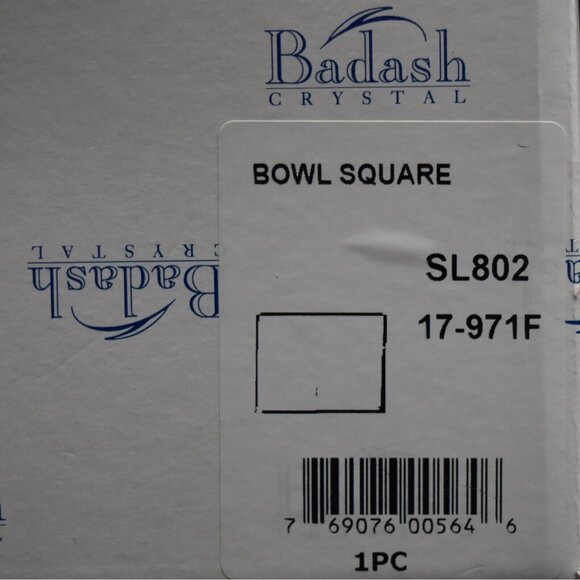 Badash
CRYSTAL
BOWL SQUARE
SL802
17-971F
Badash
CRYSTAL
7 69076 00564 6
1PC